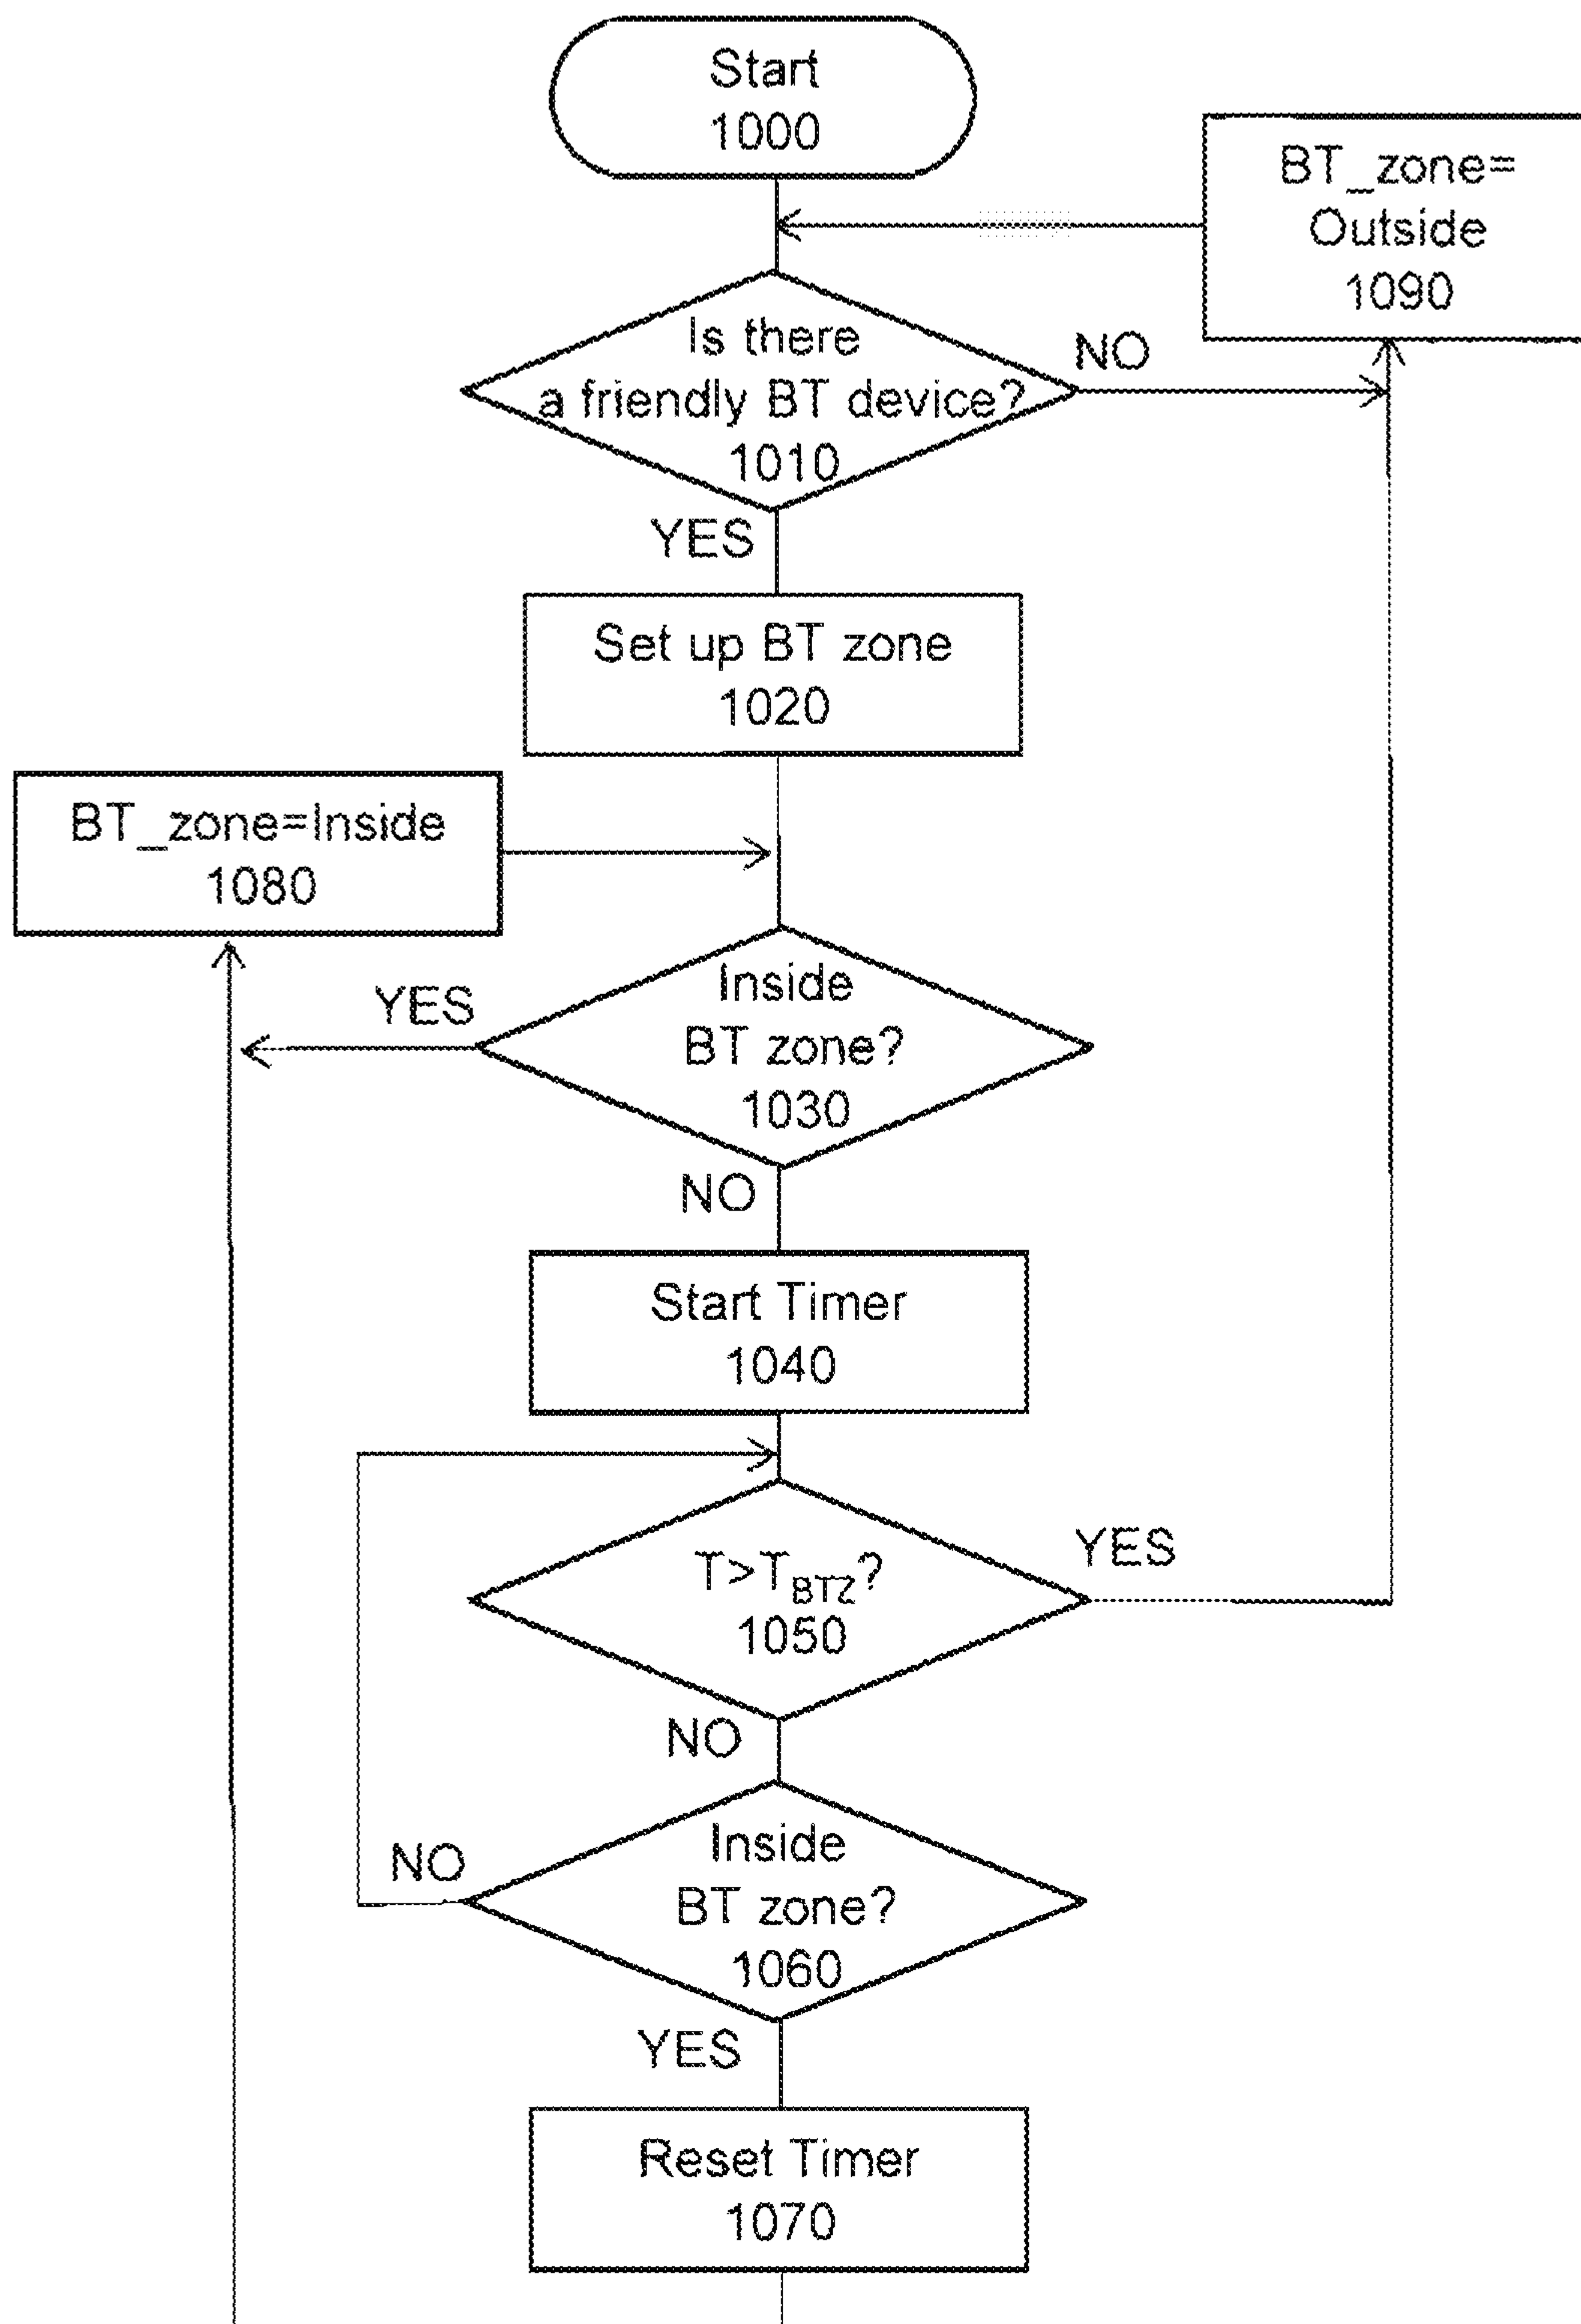 Start
1000
BT_zone=
Outside
1090
Is there
a friendly BT device?
1010
NO
YES
Set up BT zone
1020
BT_zone=Inside
1080
Inside
BT zone?
1030
YES
NO
Start Timer
1040
T>T_BTZ?
1050
YES
NO
Inside
BT zone?
1060
NO
YES
Reset Timer
1070